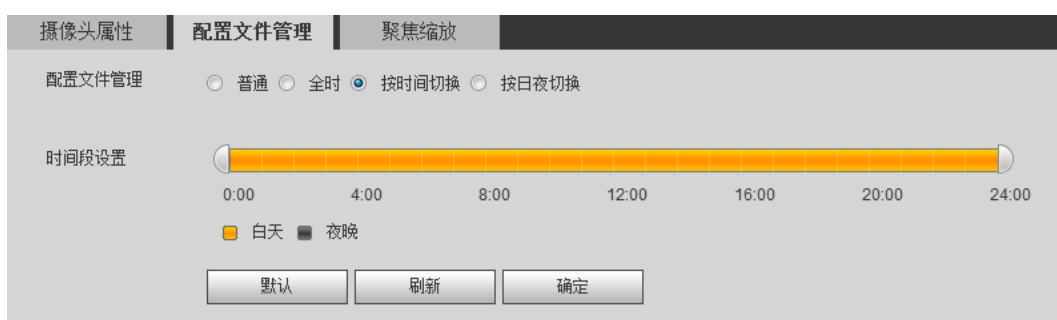 摄像头属性 配置文件管理 聚焦缩放
配置文件管理 普通 全时 按时间切换 按日夜切换
时间段设置
0:00 4:00 8:00 12:00 16:00 20:00 24:00
白天 夜晚
默认 刷新 确定